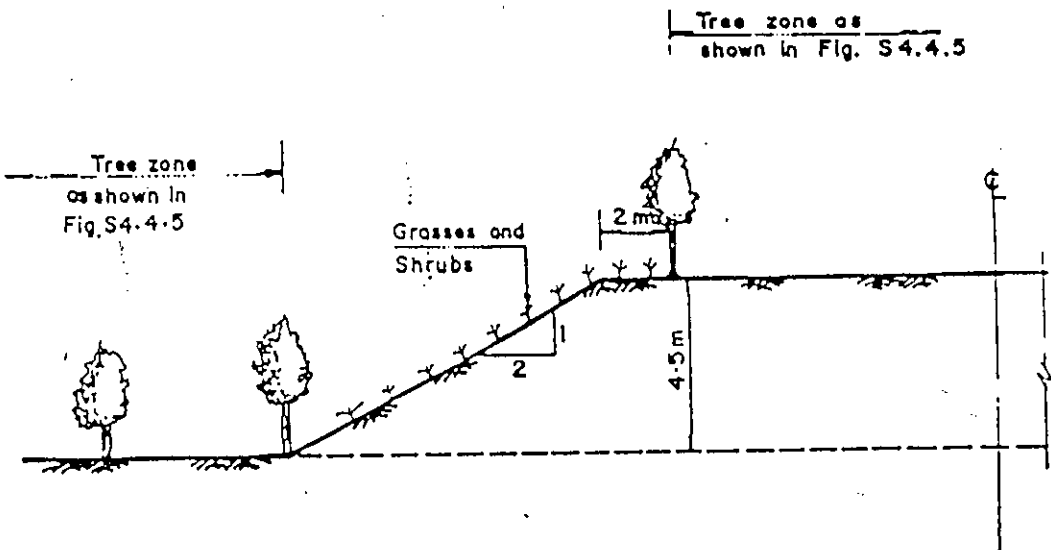 Tree zone as
shown in Fig. S4.4.5
Tree zone
as shown in
Fig. S4.4.5
Grasses and
Shrubs
2 m
℄
1
2
4.5m